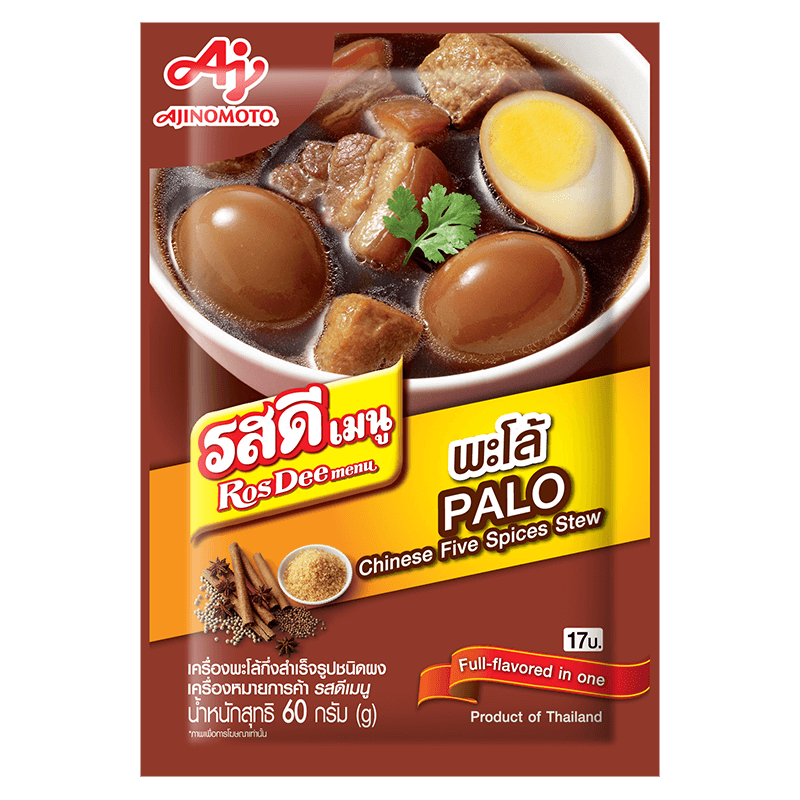 Aj
AJINOMOTO®
รสดีเมนู
RosDee menu®
พะโล้
PALO
Chinese Five Spices Stew
17บ.
Full-flavored in one
Product of Thailand
เครื่องพะโล้กึ่งสำเร็จรูปชนิดผง
เครื่องหมายการค้า รสดีเมนู
น้ำหนักสุทธิ 60 กรัม (g)
*ภาพเพื่อการโฆษณาเท่านั้น